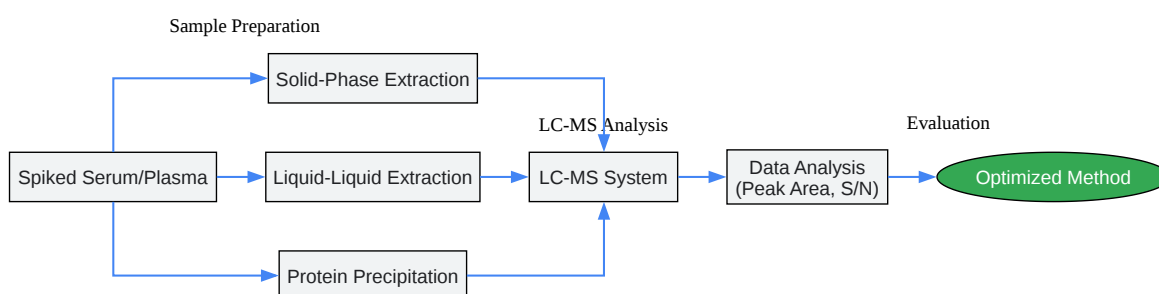 Sample Preparation
Solid-Phase Extraction
LC-MS Analysis
Evaluation
Spiked Serum/Plasma
Liquid-Liquid Extraction
LC-MS System
Data Analysis
(Peak Area, S/N)
Optimized Method
Protein Precipitation